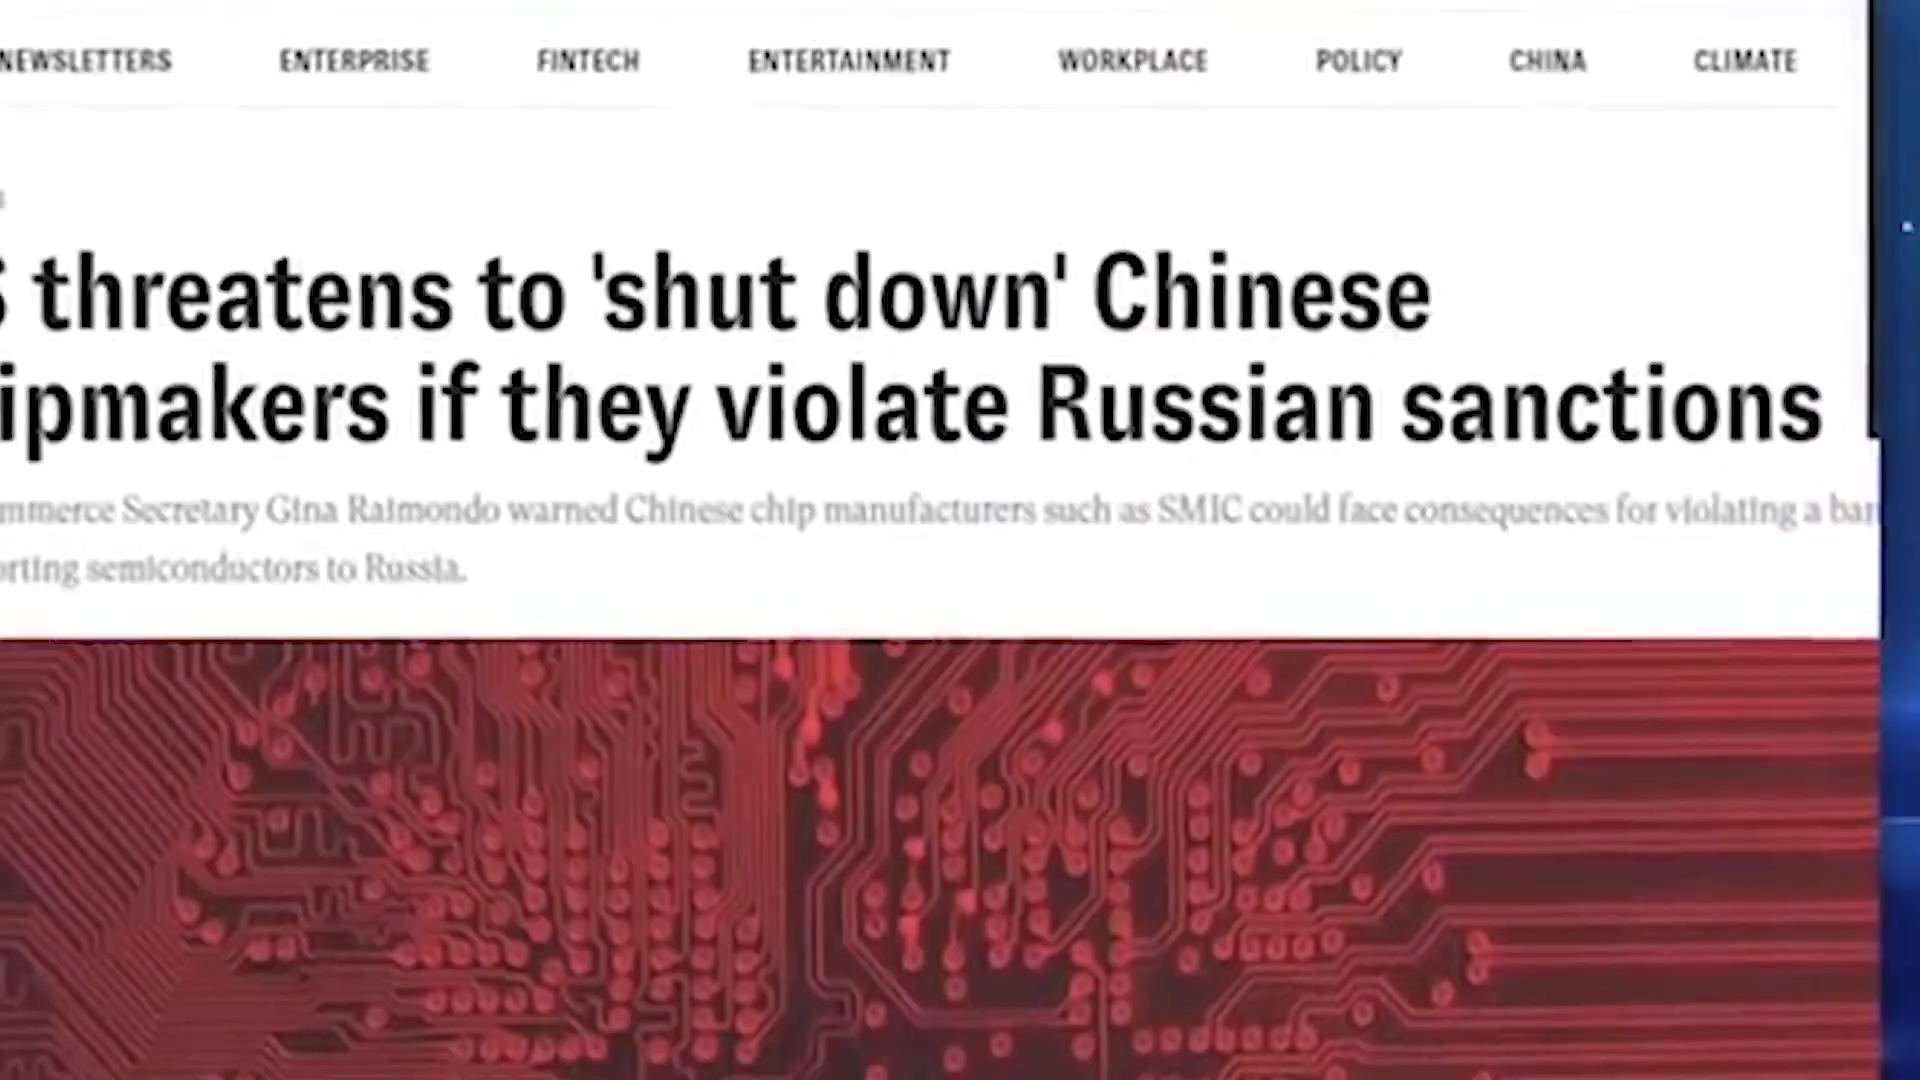 NEWSLETTERS ENTERPRISE FINTECH ENTERTAINMENT WORKPLACE POLICY CHINA CLIMATE
S threatens to 'shut down' Chinese
ipmakers if they violate Russian sanctions
mmerce Secretary Gina Raimondo warned Chinese chip manufacturers such as SMIC could face consequences for violating a ban
orting semiconductors to Russia.